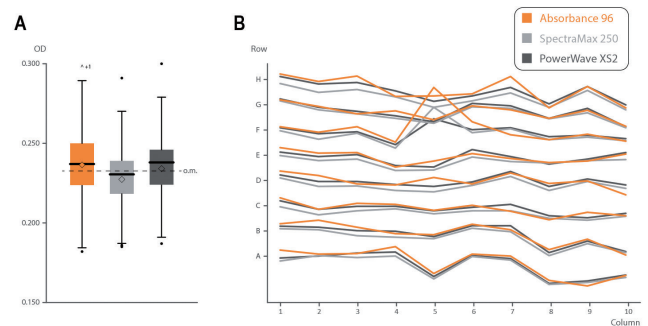 A
OD
0.300
0.250
0.200
0.150
^ +1
o.m.
B
Absorbance 96
SpectraMax 250
PowerWave XS2
Row
H
G
F
E
D
C
B
A
1 2 3 4 5 6 7 8 9 10
Column